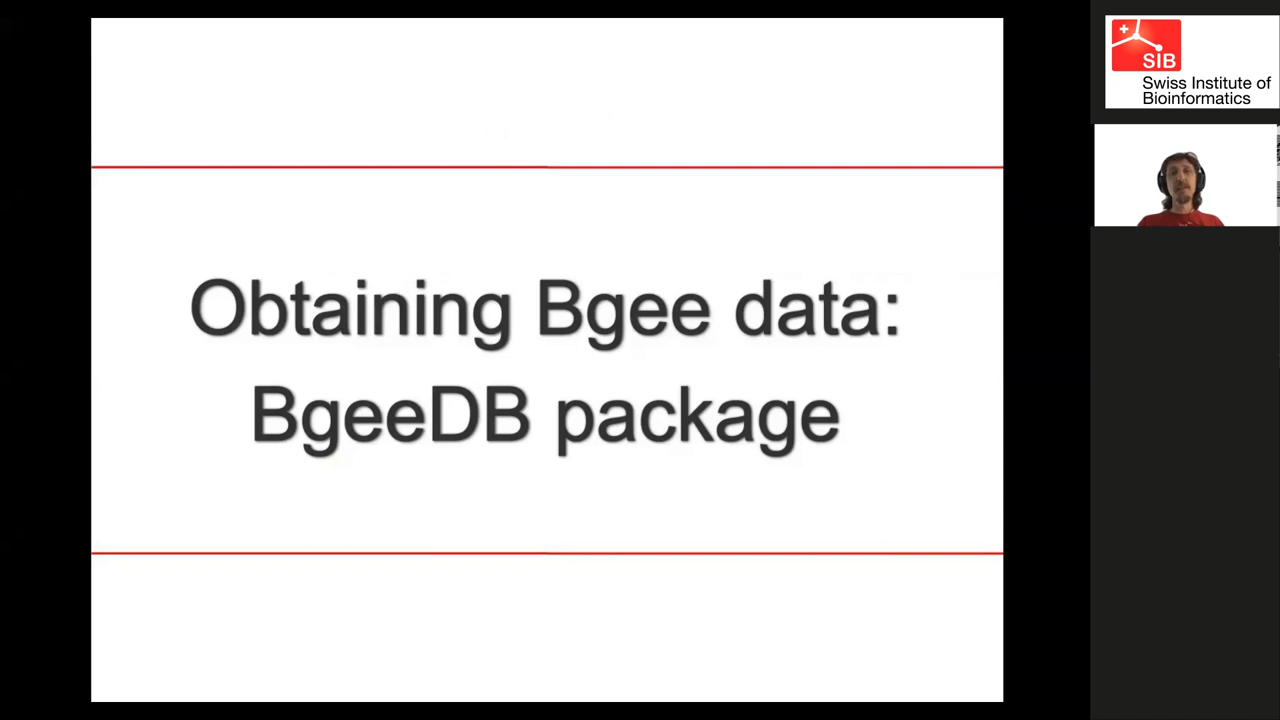 Obtaining Bgee data:
BgeeDB package
SIB
Swiss Institute of
Bioinformatics